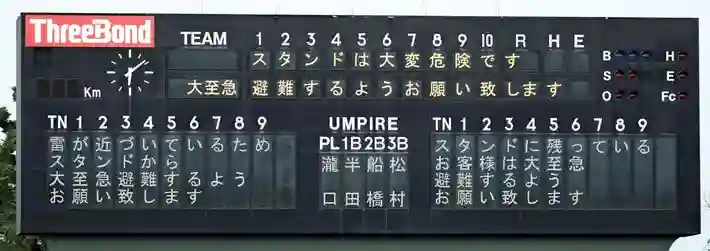 ThreeBond
TEAM 1 2 3 4 5 6 7 8 9 10 R H E
スタンドは大変危険です
大至急 避難するようお願い致します
Km
B H
S E
O Fc
TN 1 2 3 4 5 6 7 8 9
雷が近づいているため
スタンドから
大至急避難するよう
お願い致します
UMPIRE
PL 1B 2B 3B
瀧口
半田
船橋
松村
TN 1 2 3 4 5 6 7 8 9
スタンドに残っている
お客様は大至急
避難するよう
お願い致します